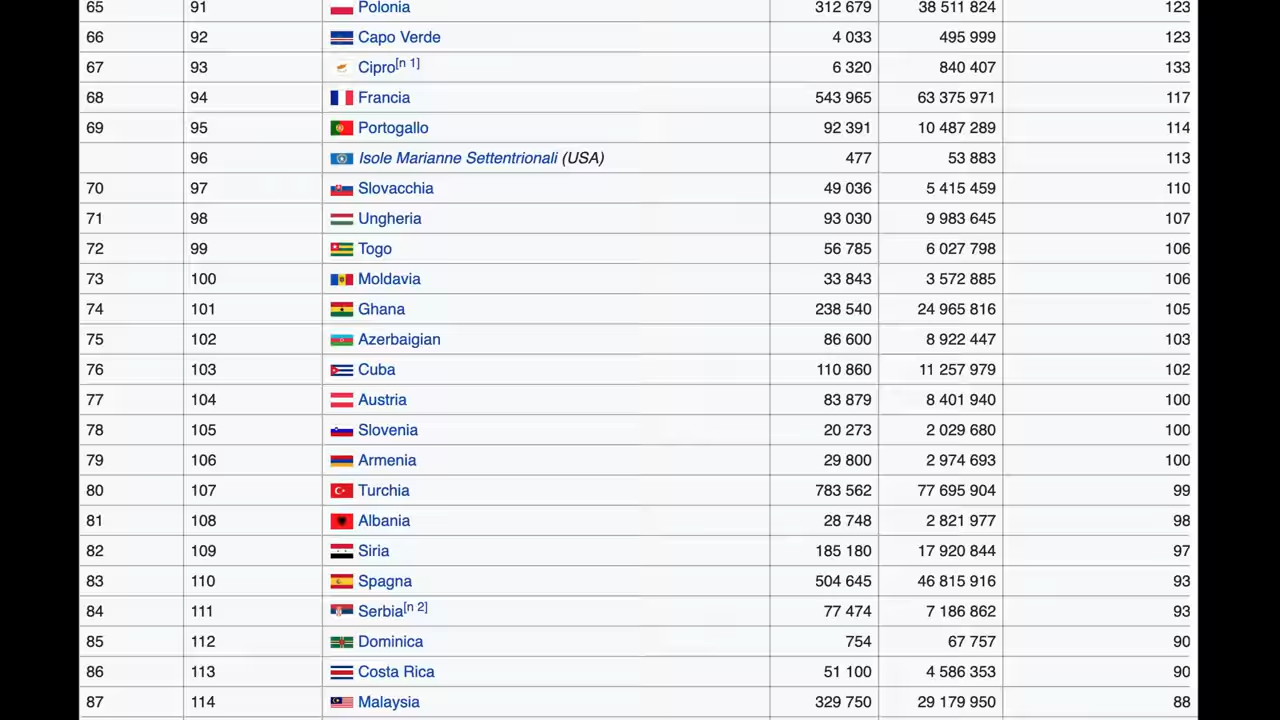 65 91 Polonia 312 679 38 511 824 123
66 92 Capo Verde 4 033 495 999 123
67 93 Cipro[n 1] 6 320 840 407 133
68 94 Francia 543 965 63 375 971 117
69 95 Portogallo 92 391 10 487 289 114
96 Isole Marianne Settentrionali (USA) 477 53 883 113
70 97 Slovacchia 49 036 5 415 459 110
71 98 Ungheria 93 030 9 983 645 107
72 99 Togo 56 785 6 027 798 106
73 100 Moldavia 33 843 3 572 885 106
74 101 Ghana 238 540 24 965 816 105
75 102 Azerbaigian 86 600 8 922 447 103
76 103 Cuba 110 860 11 257 979 102
77 104 Austria 83 879 8 401 940 100
78 105 Slovenia 20 273 2 029 680 100
79 106 Armenia 29 800 2 974 693 100
80 107 Turchia 783 562 77 695 904 99
81 108 Albania 28 748 2 821 977 98
82 109 Siria 185 180 17 920 844 97
83 110 Spagna 504 645 46 815 916 93
84 111 Serbia[n 2] 77 474 7 186 862 93
85 112 Dominica 754 67 757 90
86 113 Costa Rica 51 100 4 586 353 90
87 114 Malaysia 329 750 29 179 950 88